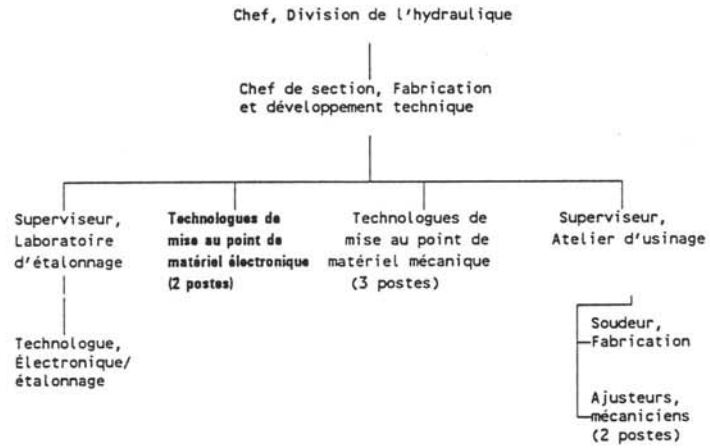 Chef, Division de l'hydraulique
Chef de section, Fabrication
et développement technique
Superviseur,
Laboratoire
d'étalonnage
Technologues de
mise au point de
matériel électronique
(2 postes)
Technologues de
mise au point de
matériel mécanique
(3 postes)
Superviseur,
Atelier d'usinage
Technologue,
Électronique/
étalonnage
Soudeur,
Fabrication
Ajusteurs,
mécaniciens
(2 postes)